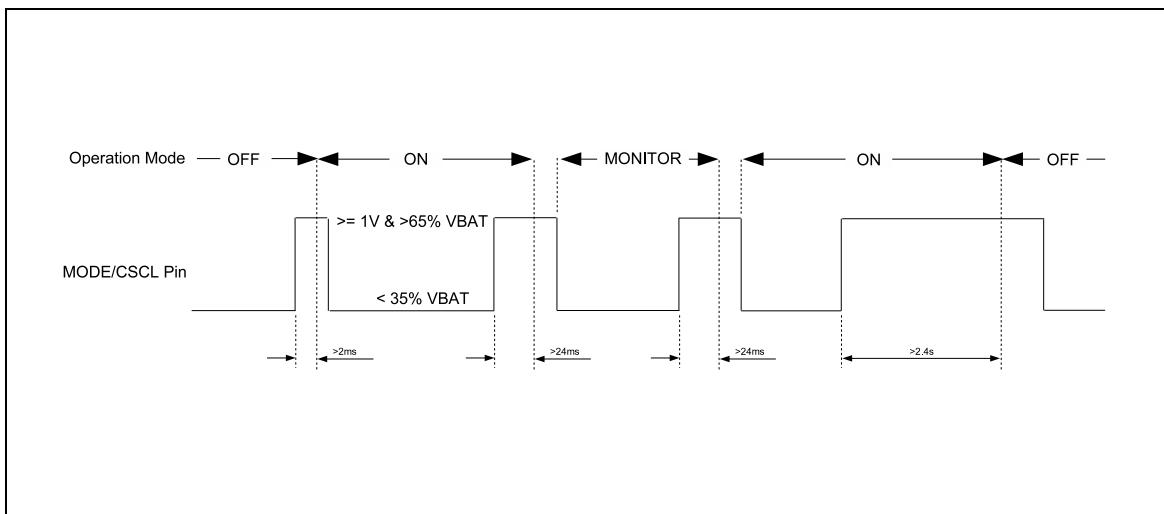 Operation Mode OFF ON MONITOR ON OFF
>= 1V & >65% VBAT
MODE/CSCL Pin
< 35% VBAT
>2ms >24ms >24ms >2.4s